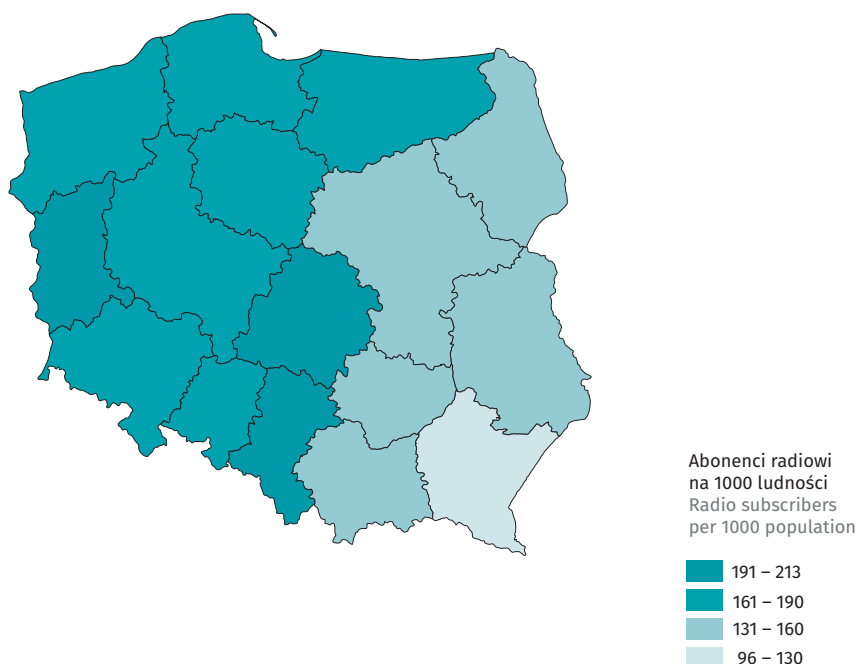 Abonenci radiowi
na 1000 ludności
Radio subscribers
per 1000 population
191 – 213
161 – 190
131 – 160
96 – 130